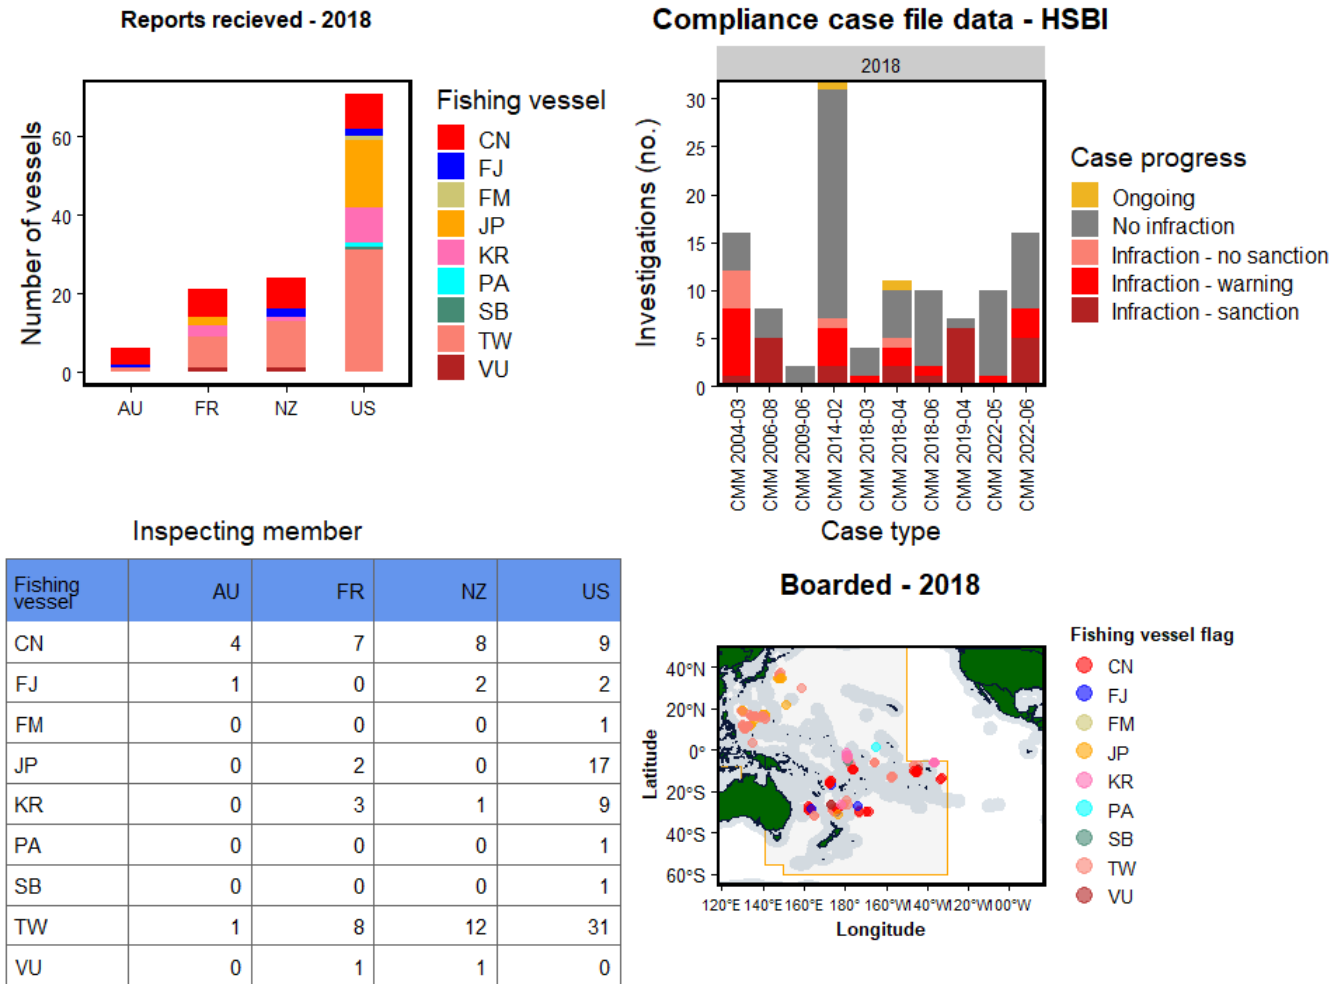 Reports recieved - 2018
Number of vessels
60
40
20
0
AU FR NZ US
Fishing vessel
CN
FJ
FM
JP
KR
PA
SB
TW
VU
Compliance case file data - HSBI
2018
Investigations (no.)
30
25
20
15
10
5
0
CMM 2004-03
CMM 2006-08
CMM 2009-06
CMM 2014-02
CMM 2018-03
CMM 2018-04
CMM 2018-06
CMM 2019-04
CMM 2022-05
CMM 2022-06
Case type
Case progress
Ongoing
No infraction
Infraction - no sanction
Infraction - warning
Infraction - sanction
Inspecting member
Fishing
vessel AU FR NZ US
CN 4 7 8 9
FJ 1 0 2 2
FM 0 0 0 1
JP 0 2 0 17
KR 0 3 1 9
PA 0 0 0 1
SB 0 0 0 1
TW 1 8 12 31
VU 0 1 1 0
Boarded - 2018
Latitude
40°N
20°N
0°
20°S
40°S
60°S
120°E 140°E 160°E 180° 160°W 140°W 120°W 100°W
Longitude
Fishing vessel flag
CN
FJ
FM
JP
KR
PA
SB
TW
VU